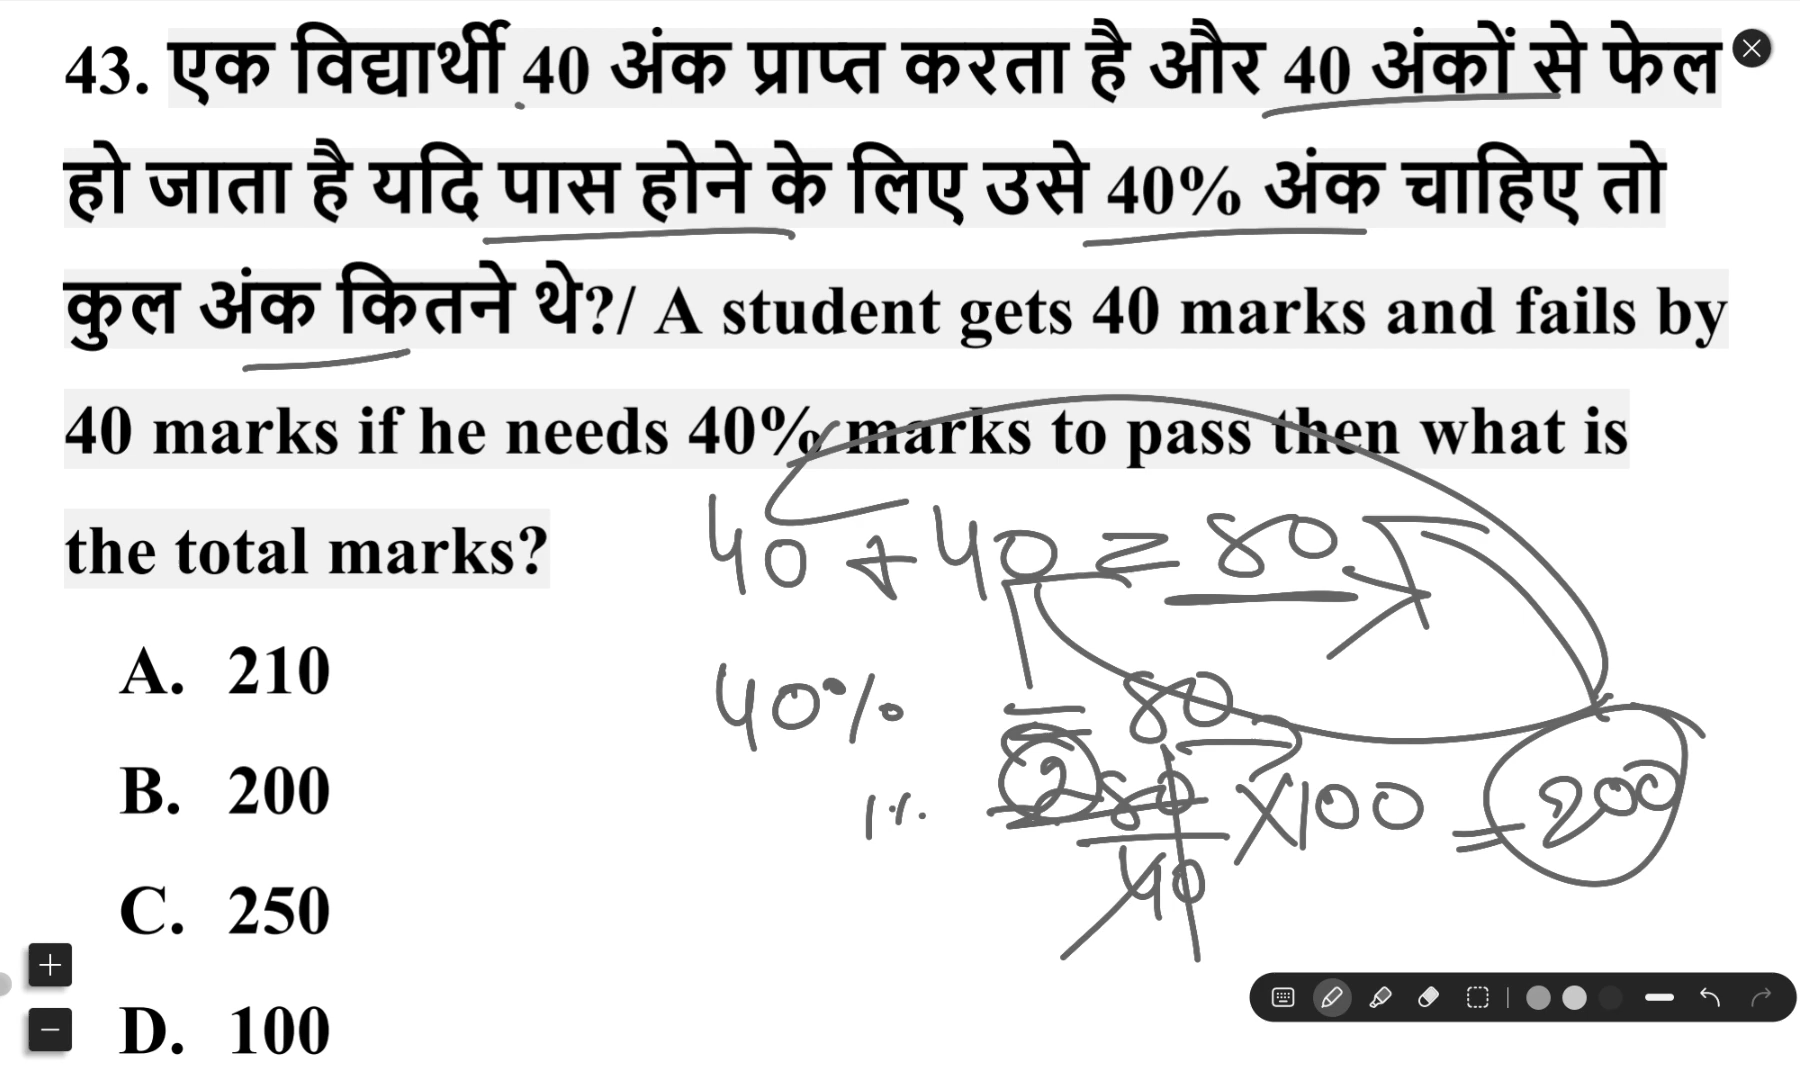 43. एक विद्यार्थी 40 अंक प्राप्त करता है और 40 अंकों से फेल
हो जाता है यदि पास होने के लिए उसे 40% अंक चाहिए तो
कुल अंक कितने थे?/ A student gets 40 marks and fails by
40 marks if he needs 40% marks to pass then what is
the total marks?
40 + 40 = 80
A. 210
40% = 80
B. 200
1% 2 80/40 ×100 = 200
C. 250
D. 100